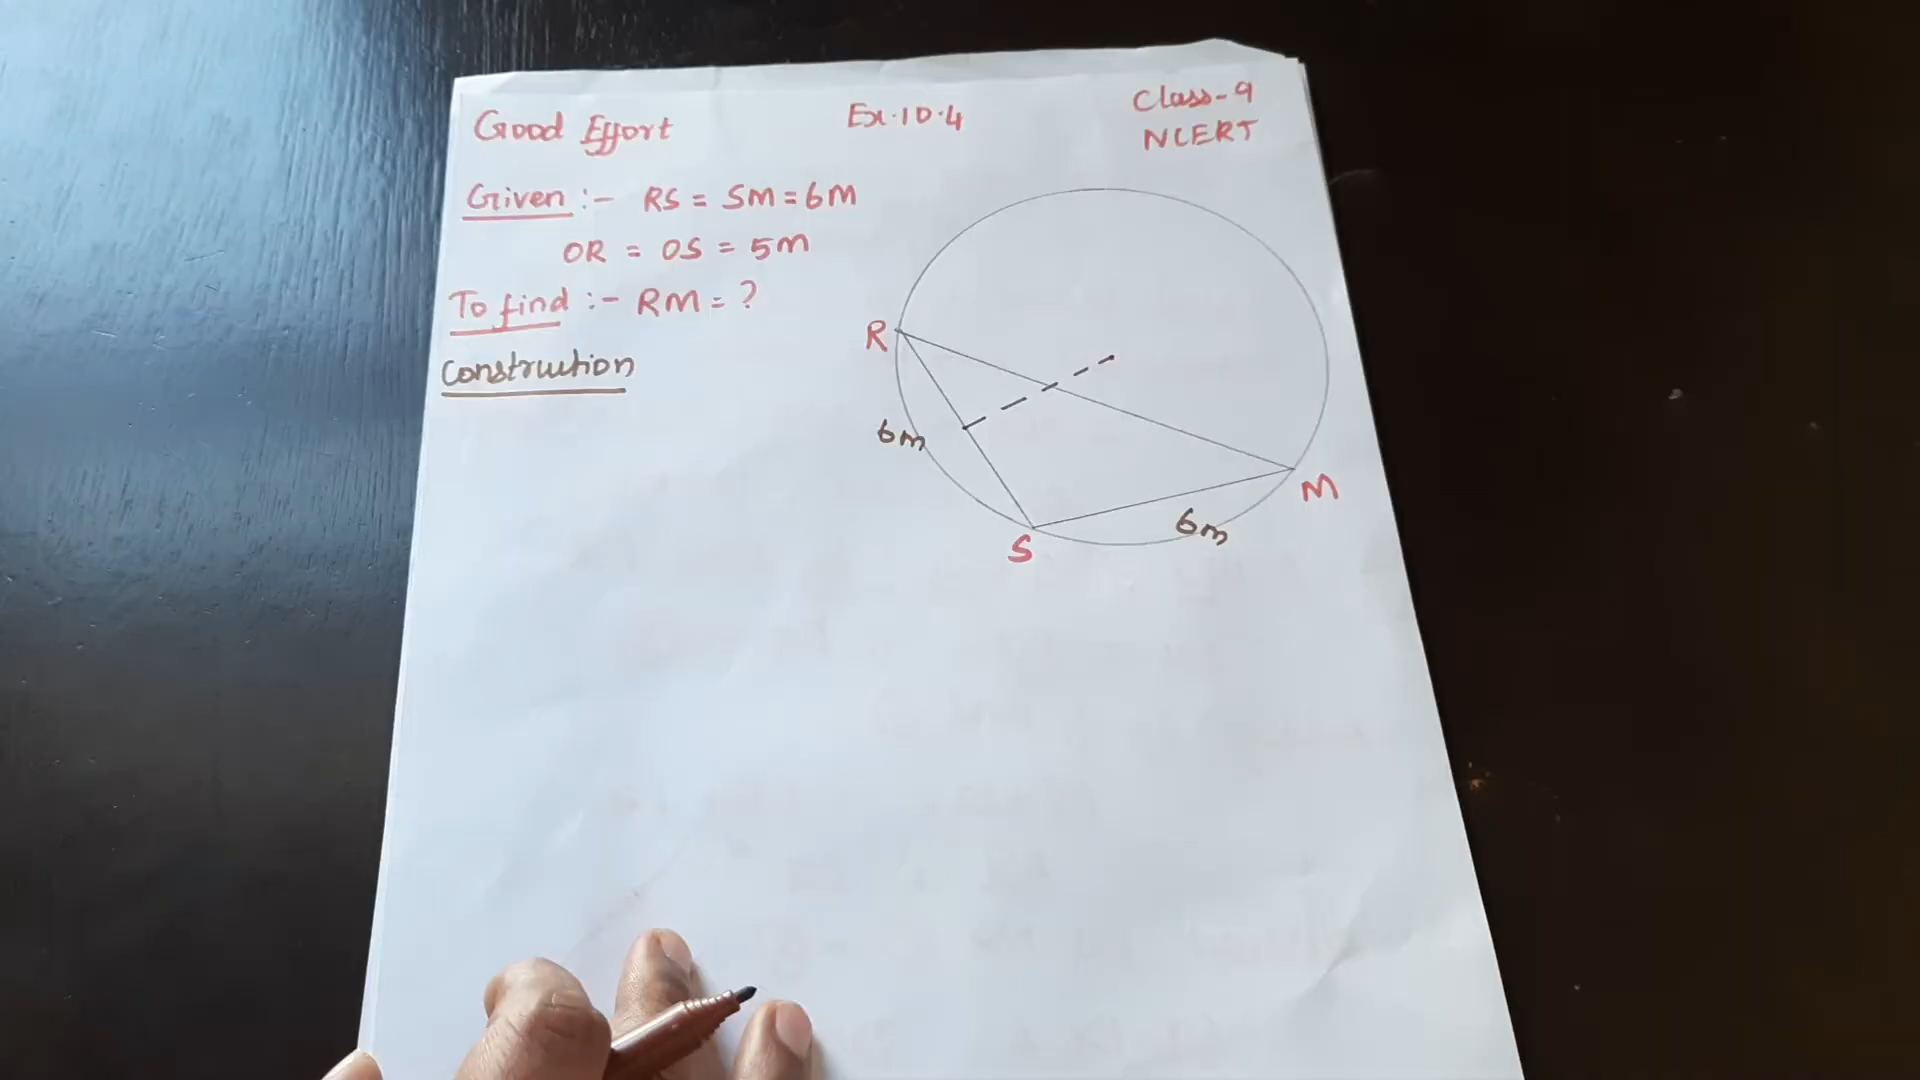 Good Effort
Ex.10.4
Class-9
NCERT
Given :- RS = SM = 6M
OR = OS = 5M
To find :- RM = ?
Construction
R
6m
S
6m
M